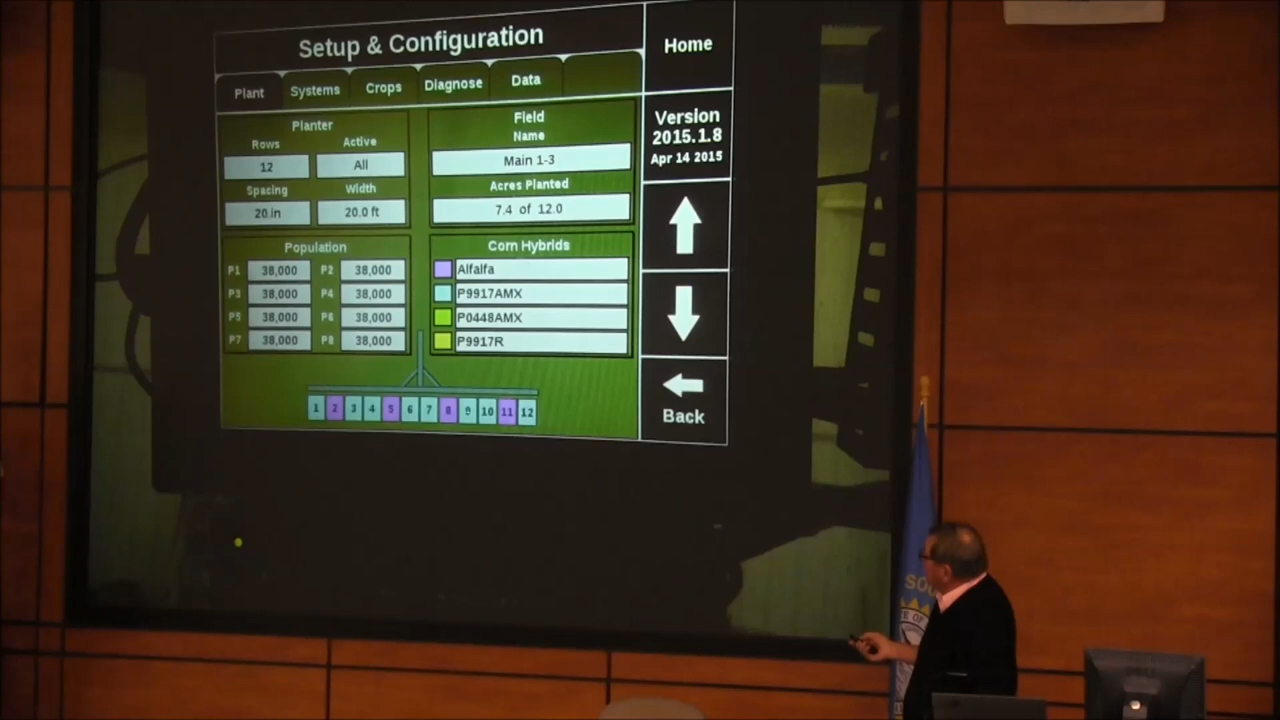 Setup & Configuration
Home
Plant
Systems
Crops
Diagnose
Data
Version
2015.1.8
Apr 14 2015
Planter
Rows
Active
12
All
Spacing
Width
20.in
20.0 ft
Field
Name
Main 1-3
Acres Planted
7.4 of 12.0
Population
P1 38,000 P2 38,000
P3 38,000 P4 38,000
P5 38,000 P6 38,000
P7 38,000 P8 38,000
Corn Hybrids
Alfalfa
P9917AMX
P0448AMX
P9917R
1 2 3 4 5 6 7 8 9 10 11 12
Back